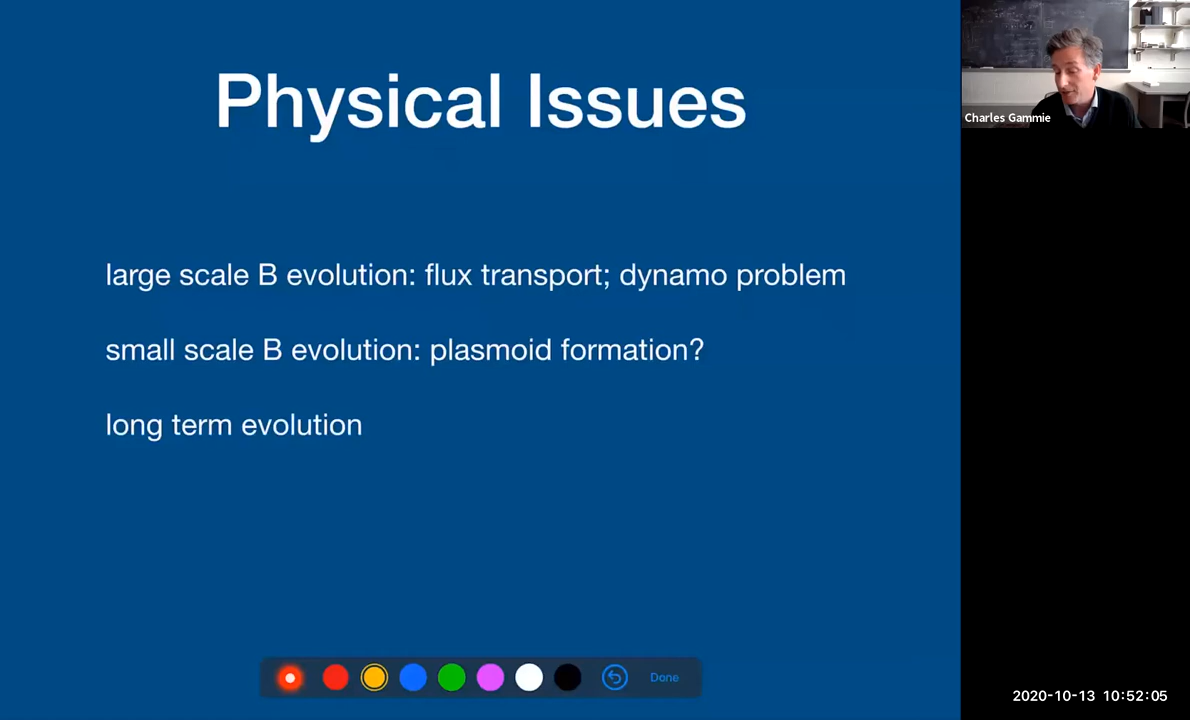 Physical Issues
large scale B evolution: flux transport; dynamo problem
small scale B evolution: plasmoid formation?
long term evolution
Done
Charles Gammie
2020-10-13 10:52:05